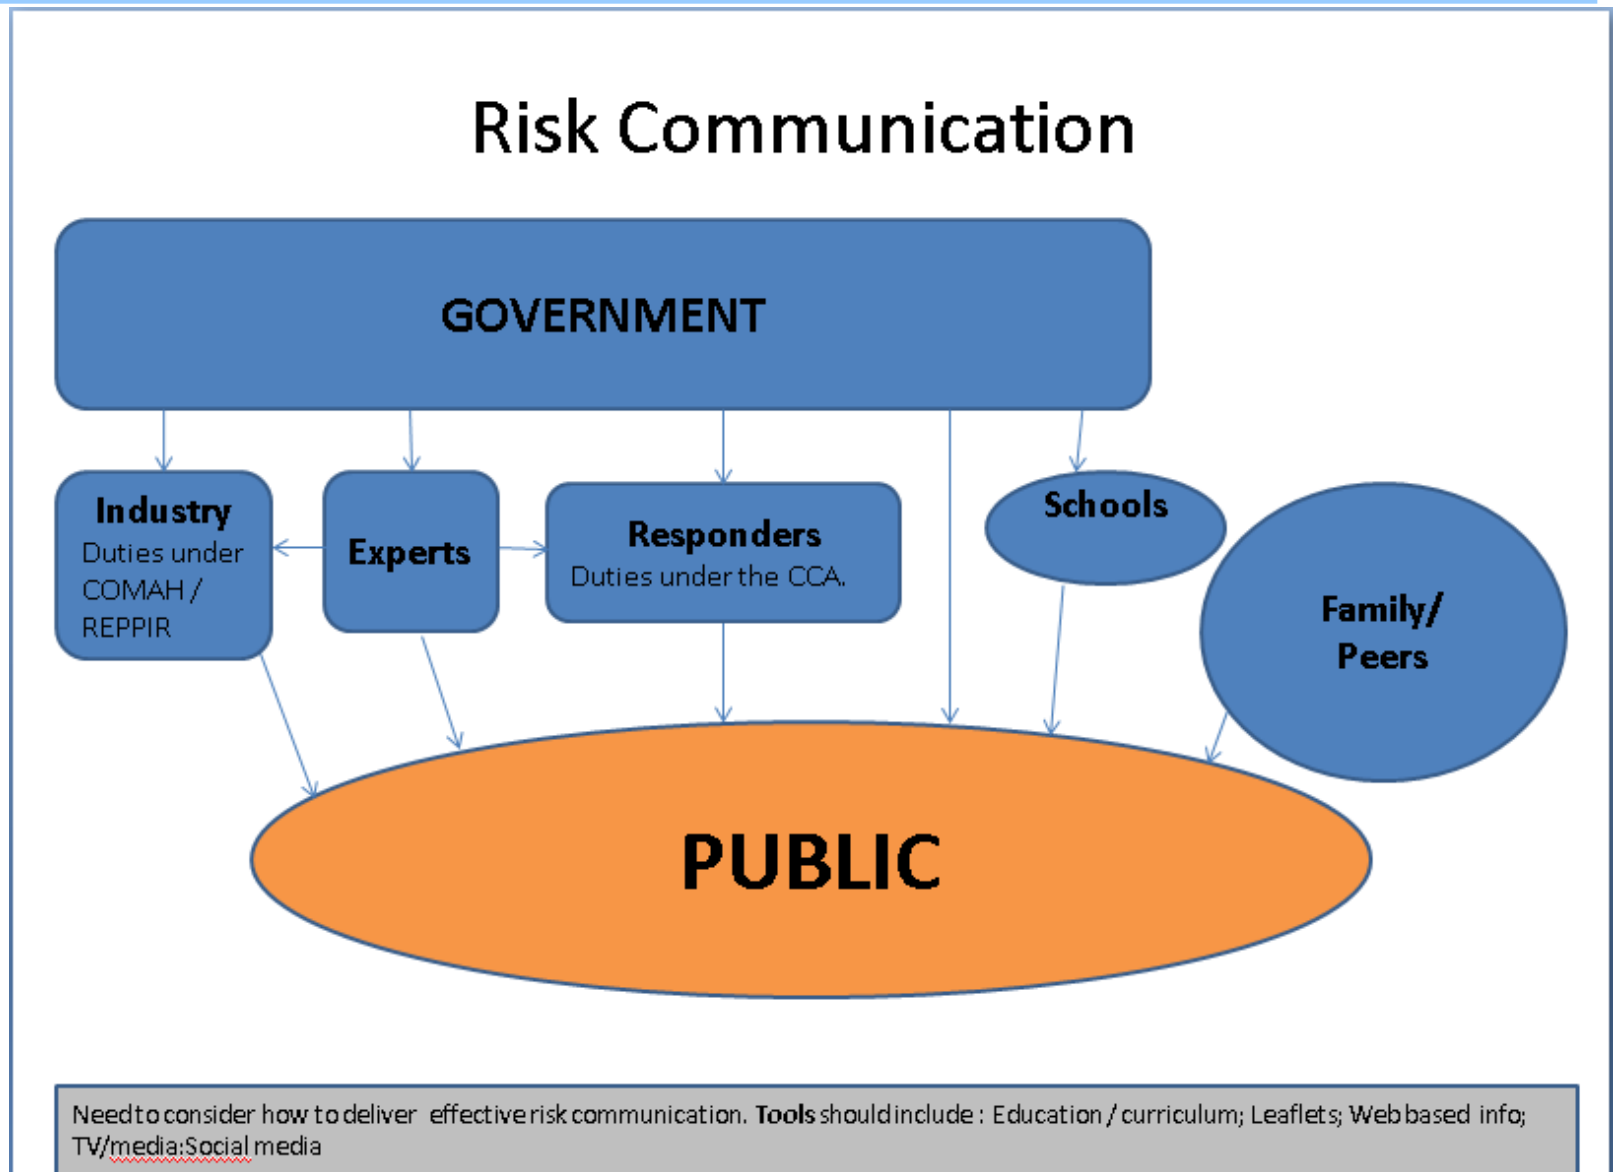 Risk Communication
GOVERNMENT
Industry
Duties under
COMAH /
REPPIR
Experts
Responders
Duties under the CCA.
Schools
Family/
Peers
PUBLIC
Need to consider how to deliver effective risk communication. Tools should include : Education / curriculum; Leaflets; Web based info;
TV/media:Social media